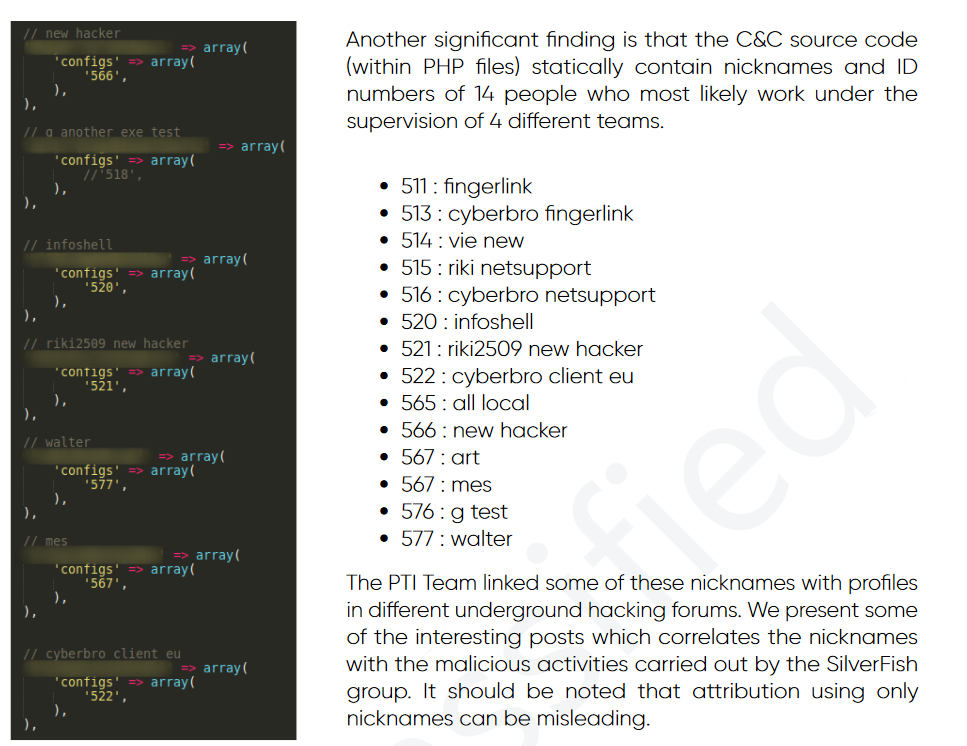 // new hacker
=> array(
'configs' => array(
'566',
),
),
// g another exe test
=> array(
'configs' => array(
//'518',
),
),
// infoshell
=> array(
'configs' => array(
'520',
),
),
// riki2509 new hacker
=> array(
'configs' => array(
'521',
),
),
// walter
=> array(
'configs' => array(
'577',
),
),
// mes
=> array(
'configs' => array(
'567',
),
),
// cyberbro client eu
=> array(
'configs' => array(
'522',
),
),
Another significant finding is that the C&C source code
(within PHP files) statically contain nicknames and ID
numbers of 14 people who most likely work under the
supervision of 4 different teams.
• 511 : fingerlink
• 513 : cyberbro fingerlink
• 514 : vie new
• 515 : riki netsupport
• 516 : cyberbro netsupport
• 520 : infoshell
• 521 : riki2509 new hacker
• 522 : cyberbro client eu
• 565 : all local
• 566 : new hacker
• 567 : art
• 567 : mes
• 576 : g test
• 577 : walter
The PTI Team linked some of these nicknames with profiles
in different underground hacking forums. We present some
of the interesting posts which correlates the nicknames
with the malicious activities carried out by the SilverFish
group. It should be noted that attribution using only
nicknames can be misleading.